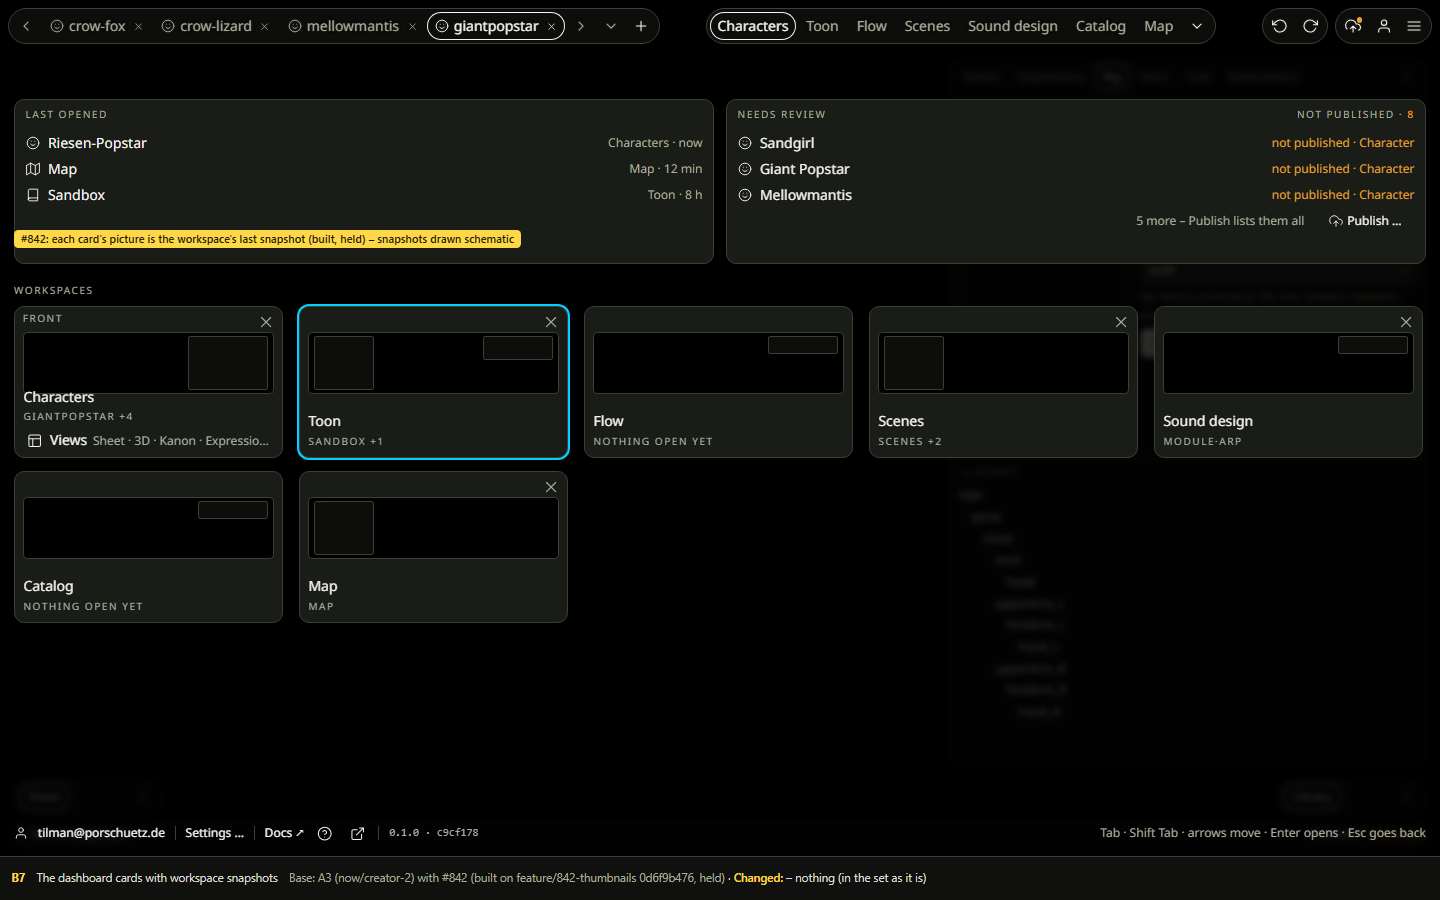 crow-fox × crow-lizard × mellowmantis × giantpopstar ×
Characters Toon Flow Scenes Sound design Catalog Map
LAST OPENED
Riesen-Popstar Characters · now
Map Map · 12 min
Sandbox Toon · 8 h
#842: each card's picture is the workspace's last snapshot (built, held) – snapshots drawn schematic
NEEDS REVIEW NOT PUBLISHED · 8
Sandgirl not published · Character
Giant Popstar not published · Character
Mellowmantis not published · Character
5 more – Publish lists them all Publish ...
WORKSPACES
FRONT
Characters
GIANTPOPSTAR +4
Views Sheet · 3D · Kanon · Expressio...
Toon
SANDBOX +1
Flow
NOTHING OPEN YET
Scenes
SCENES +2
Sound design
MODULE-ARP
Catalog
NOTHING OPEN YET
Map
MAP
tilman@porschuetz.de Settings ... Docs ↗ 0.1.0 · c9cf178
Tab · Shift Tab · arrows move · Enter opens · Esc goes back
B7 The dashboard cards with workspace snapshots Base: A3 (now/creator-2) with #842 (built on feature/842-thumbnails 0d6f9b476, held) · Changed: – nothing (in the set as it is)